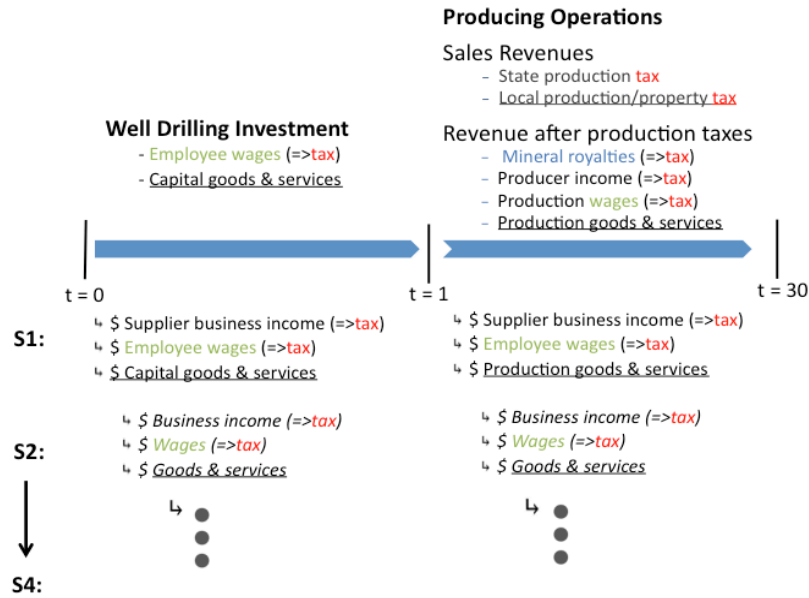 Producing Operations
Sales Revenues
- State production tax
- Local production/property tax
Well Drilling Investment
- Employee wages (=>tax)
- Capital goods & services
Revenue after production taxes
- Mineral royalties (=>tax)
- Producer income (=>tax)
- Production wages (=>tax)
- Production goods & services
t = 0
t = 1
t = 30
S1:
↳ $ Supplier business income (=>tax)
↳ $ Employee wages (=>tax)
↳ $ Capital goods & services
↳ $ Supplier business income (=>tax)
↳ $ Employee wages (=>tax)
↳ $ Production goods & services
S2:
↳ $ Business income (=>tax)
↳ $ Wages (=>tax)
↳ $ Goods & services
↳ $ Business income (=>tax)
↳ $ Wages (=>tax)
↳ $ Goods & services
S4: